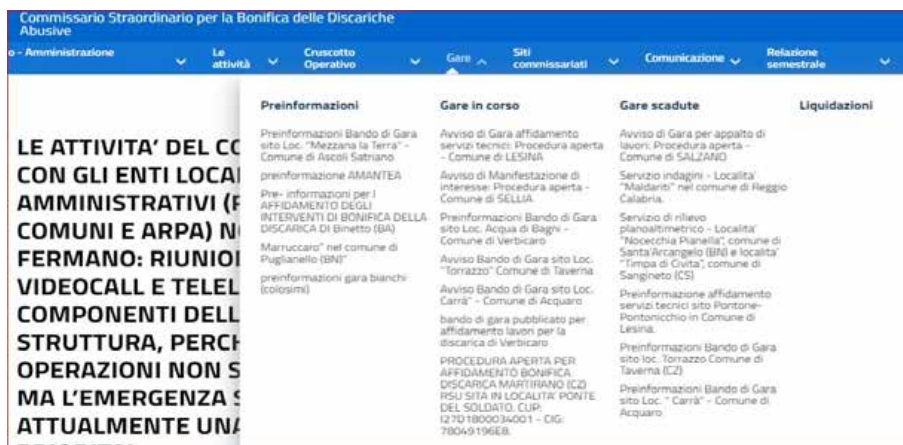 Commissario Straordinario per la Bonifica delle Discariche
Abusive
o - Amministrazione
Le
attività
Cruscotto
Operativo
Gare
Siti
commissariati
Comunicazione
Relazione
semestrale
LE ATTIVITA' DEL CO
CON GLI ENTI LOCAI
AMMINISTRATIVI (F
COMUNI E ARPA) N
FERMANO: RIUNIOI
VIDEOCALL E TELEL
COMPONENTI DELL
STRUTTURA, PERCH
OPERAZIONI NON S
MA L'EMERGENZA S
ATTUALMENTE UNA
Preinformazioni
Preinformazioni Bando di Gara
sito Loc. "Mezzana la Terra" -
Comune di Ascoli Satriano
preinformazione AMANTEA
Pre- informazioni per l
AFFIDAMENTO DEGLI
INTERVENTI DI BONIFICA DELLA
DISCARICA DI Binetto (BA)
Marruccaro" nel comune di
Puglianello (BN)"
preinformazioni gara bianchi
(colosimi)
Gare in corso
Avviso di Gara affidamento
servizi tecnici: Procedura aperta
- Comune di LESINA
Avviso di Manifestazione di
interesse: Procedura aperta -
Comune di SELLIA
Preinformazioni Bando di Gara
sito Loc. Acqua di Bagni -
Comune di Verbicaro
Avviso Bando di Gara sito Loc.
"Torrazzo" Comune di Taverna
Avviso Bando di Gara sito Loc.
Carrà" - Comune di Acquaro
bando di gara pubblicato per
affidamento lavori per la
discarica di Verbicaro
PROCEDURA APERTA PER
AFFIDAMENTO BONIFICA
DISCARICA MARTIRANO (CZ)
RSU SITA IN LOCALITA' PONTE
DEL SOLDATO. CUP:
I27D1800034001 - CIG:
78049196E8.
Gare scadute
Avviso di Gara per appalto di
lavori: Procedura aperta -
Comune di SALZANO
Servizio indagini - Localita'
"Maldariti" nel comune di Reggio
Calabria.
Servizio di rilievo
planoaltimetrico - Localita'
"Nocecchia Pianella", comune di
Sant'Arcangelo (BN) e localita'
"Timpa di Civita", comune di
Sangineto (CS)
Preinformazione affidamento
servizi tecnici sito Pontone-
Pontonicchio in Comune di
Lesina.
Preinformazioni Bando di Gara
sito loc. Torrazzo Comune di
Taverna (CZ)
Preinformazioni Bando di Gara
sito Loc. " Carrà" - Comune di
Acquaro
Liquidazioni